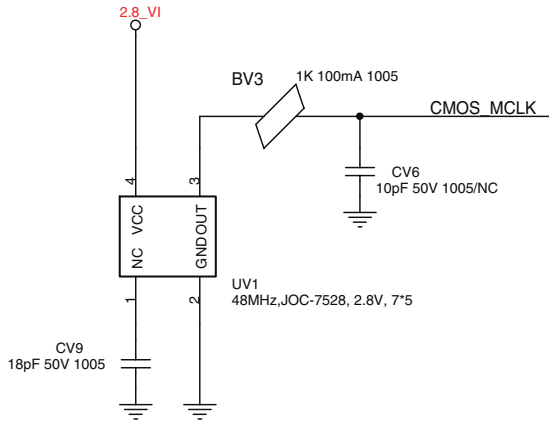 2.8_VI
BV3
1K 100mA 1005
CMOS_MCLK
CV6
10pF 50V 1005/NC
4
3
NC VCC
GNDOUT
UV1
48MHz,JOC-7528, 2.8V, 7*5
1
2
CV9
18pF 50V 1005